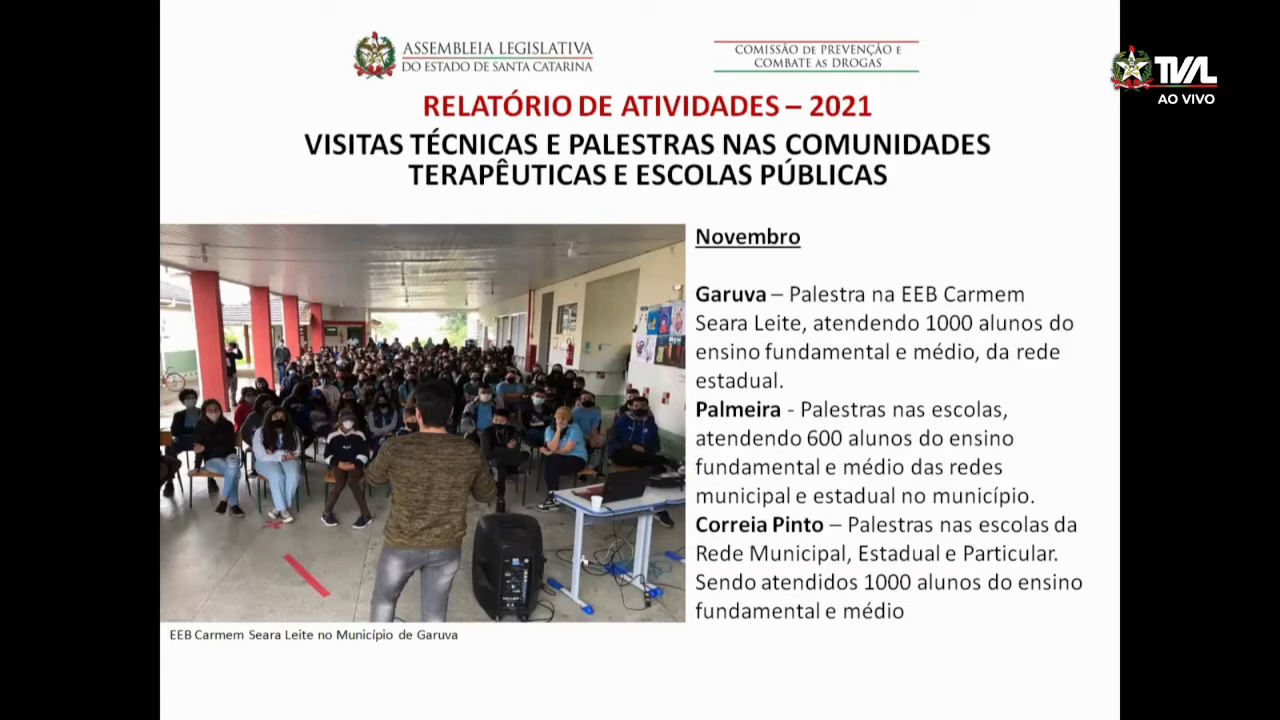 ASSEMBLEIA LEGISLATIVA
DO ESTADO DE SANTA CATARINA
COMISSÃO DE PREVENÇÃO E
COMBATE AS DROGAS
TVAL
AO VIVO
RELATÓRIO DE ATIVIDADES – 2021
VISITAS TÉCNICAS E PALESTRAS NAS COMUNIDADES
TERAPÊUTICAS E ESCOLAS PÚBLICAS
Novembro
Garuva – Palestra na EEB Carmem
Seara Leite, atendendo 1000 alunos do
ensino fundamental e médio, da rede
estadual.
Palmeira - Palestras nas escolas,
atendendo 600 alunos do ensino
fundamental e médio das redes
municipal e estadual no município.
Correia Pinto – Palestras nas escolas da
Rede Municipal, Estadual e Particular.
Sendo atendidos 1000 alunos do ensino
fundamental e médio
EEB Carmem Seara Leite no Município de Garuva